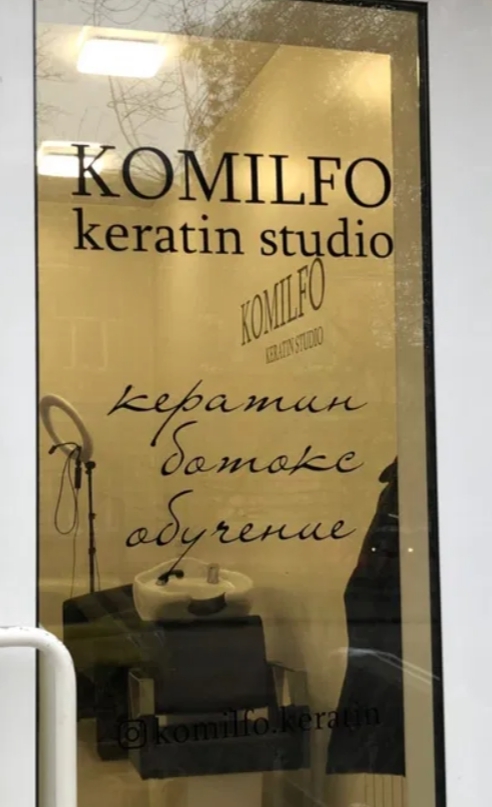 KOMILFO
keratin studio
KOMILFO
KERATIN STUDIO
кератин
ботокс
обучение
komilfo.keratin